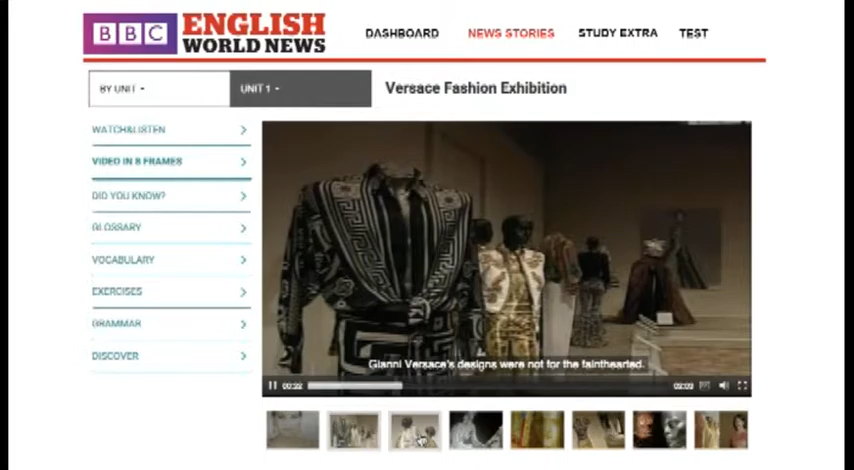 BBC ENGLISH
WORLD NEWS
DASHBOARD NEWS STORIES STUDY EXTRA TEST
BY UNIT UNIT 1 Versace Fashion Exhibition
WATCH&LISTEN
VIDEO IN 8 FRAMES
DID YOU KNOW?
GLOSSARY
VOCABULARY
EXERCISES
GRAMMAR
DISCOVER
Gianni Versace's designs were not for the fainthearted.